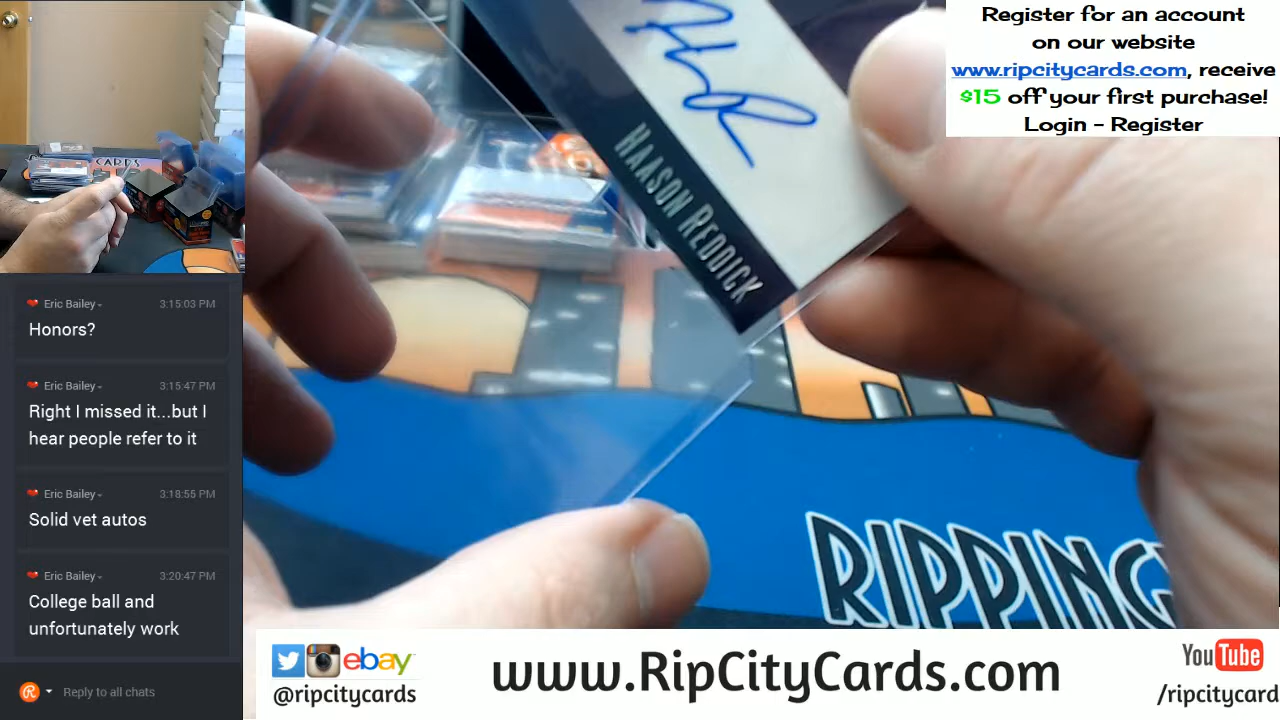 Register for an account
on our website
www.ripcitycards.com, receive
$15 off your first purchase!
Login - Register
CARDS
HAASON REDDICK
Eric Bailey 3:15:03 PM
Honors?
Eric Bailey 3:15:47 PM
Right I missed it...but I
hear people refer to it
Eric Bailey 3:18:55 PM
Solid vet autos
Eric Bailey 3:20:47 PM
College ball and
unfortunately work
Reply to all chats
RIPPING
ebay
@ripcitycards
www.RipCityCards.com
YouTube
/ripcitycard